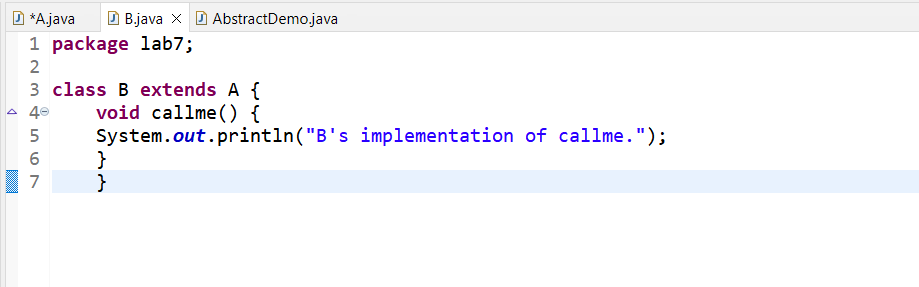 *A.java B.java AbstractDemo.java
1 package lab7;
2
3 class B extends A {
4 void callme() {
5 System.out.println("B's implementation of callme.");
6 }
7 }